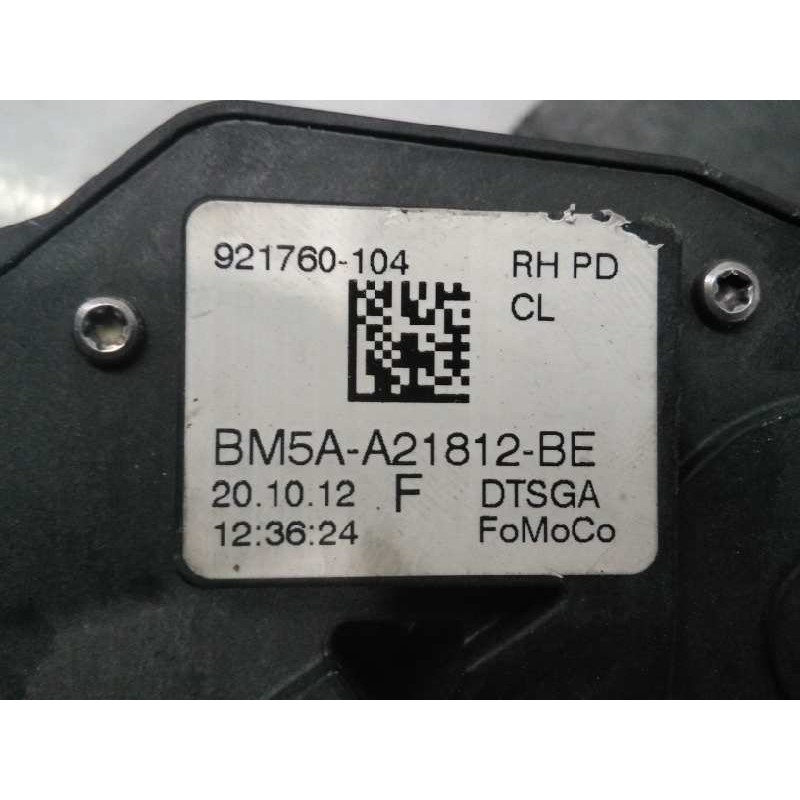 921760-104 RH PD
CL
BM5A-A21812-BE
20.10.12 F DTSGA
12:36:24 FoMoCo